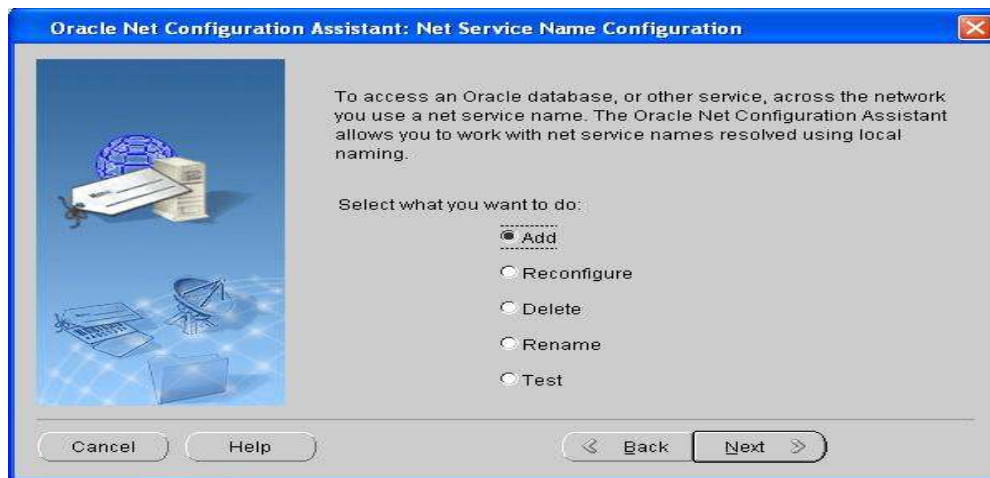 Oracle Net Configuration Assistant: Net Service Name Configuration
To access an Oracle database, or other service, across the network
you use a net service name. The Oracle Net Configuration Assistant
allows you to work with net service names resolved using local
naming.
Select what you want to do:
Add
Reconfigure
Delete
Rename
Test
Cancel
Help
Back
Next